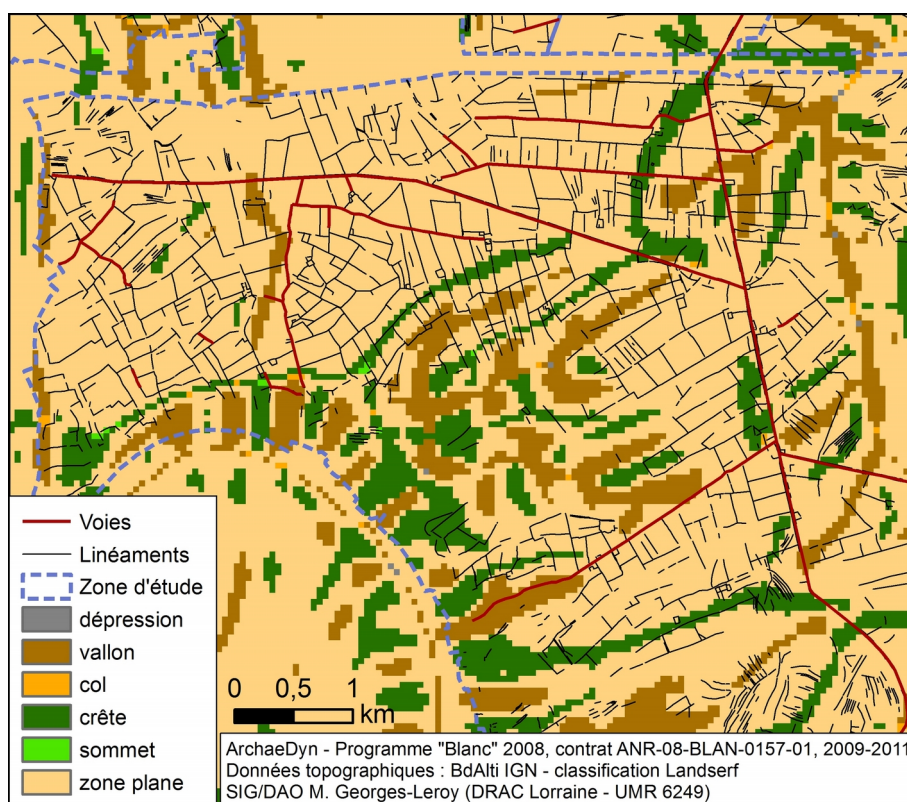 Voies
Linéaments
Zone d'étude
dépression
vallon
col
crête
sommet
zone plane
0 0,5 1
km
ArchaeDyn - Programme "Blanc" 2008, contrat ANR-08-BLAN-0157-01, 2009-2011
Données topographiques : BdAlti IGN - classification Landserf
SIG/DAO M. Georges-Leroy (DRAC Lorraine - UMR 6249)